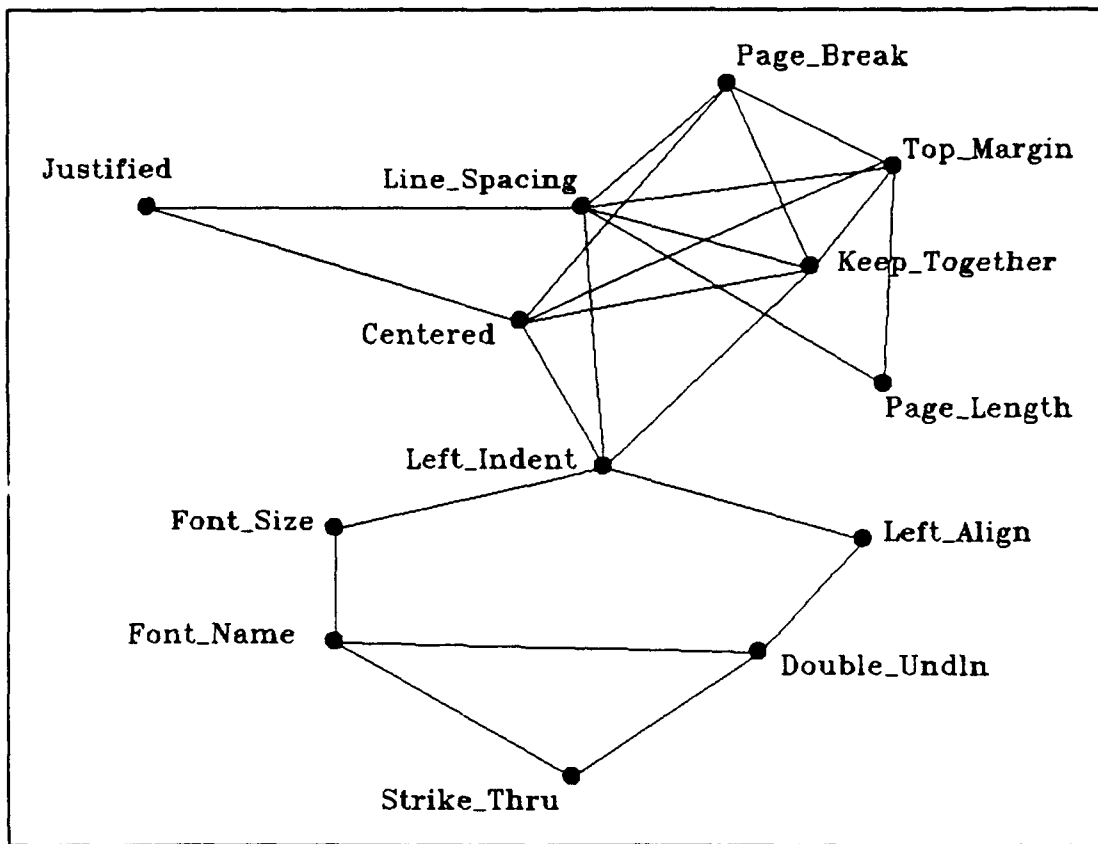 Page_Break
Top_Margin
Justified
Line_Spacing
Keep_Together
Centered
Page_Length
Left_Indent
Font_Size
Left_Align
Font_Name
Double_Undln
Strike_Thru